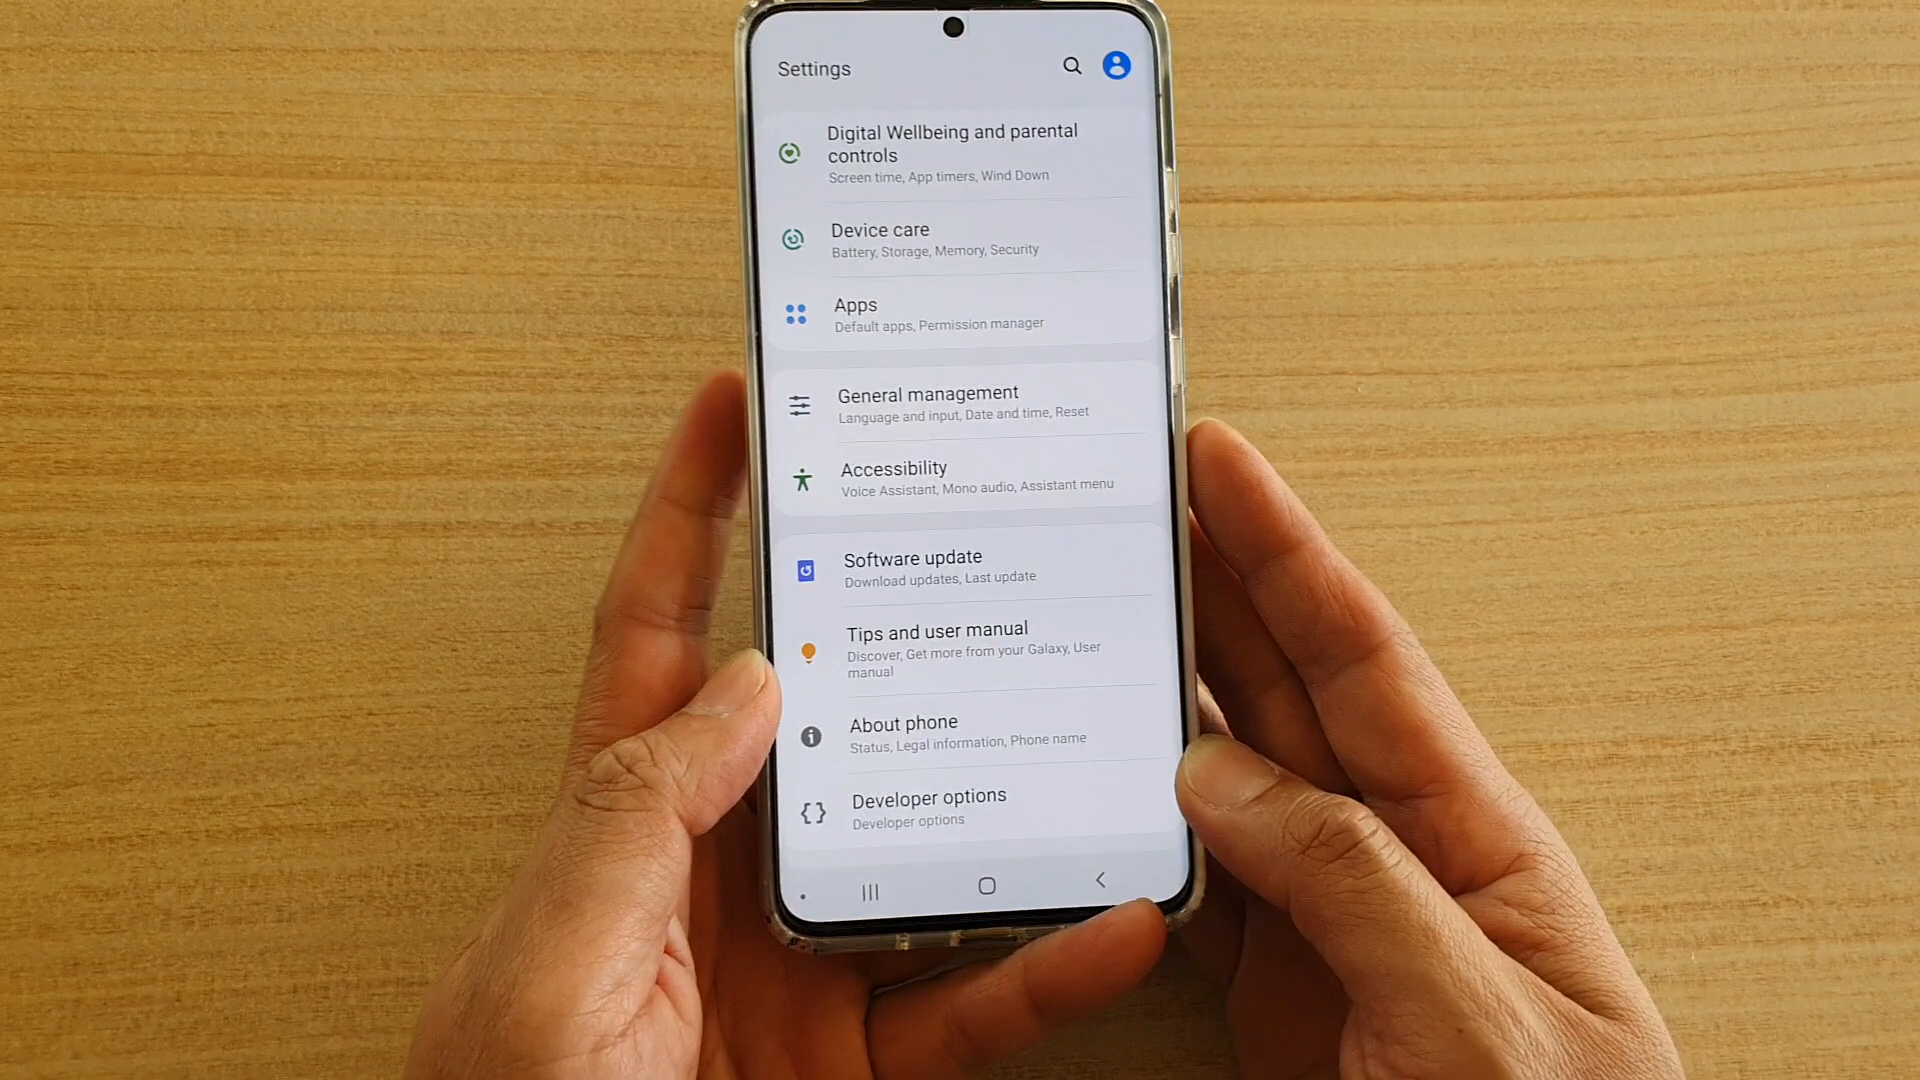 Settings
Digital Wellbeing and parental
controls
Screen time, App timers, Wind Down
Device care
Battery, Storage, Memory, Security
Apps
Default apps, Permission manager
General management
Language and input, Date and time, Reset
Accessibility
Voice Assistant, Mono audio, Assistant menu
Software update
Download updates, Last update
Tips and user manual
Discover, Get more from your Galaxy, User
manual
About phone
Status, Legal information, Phone name
Developer options
Developer options